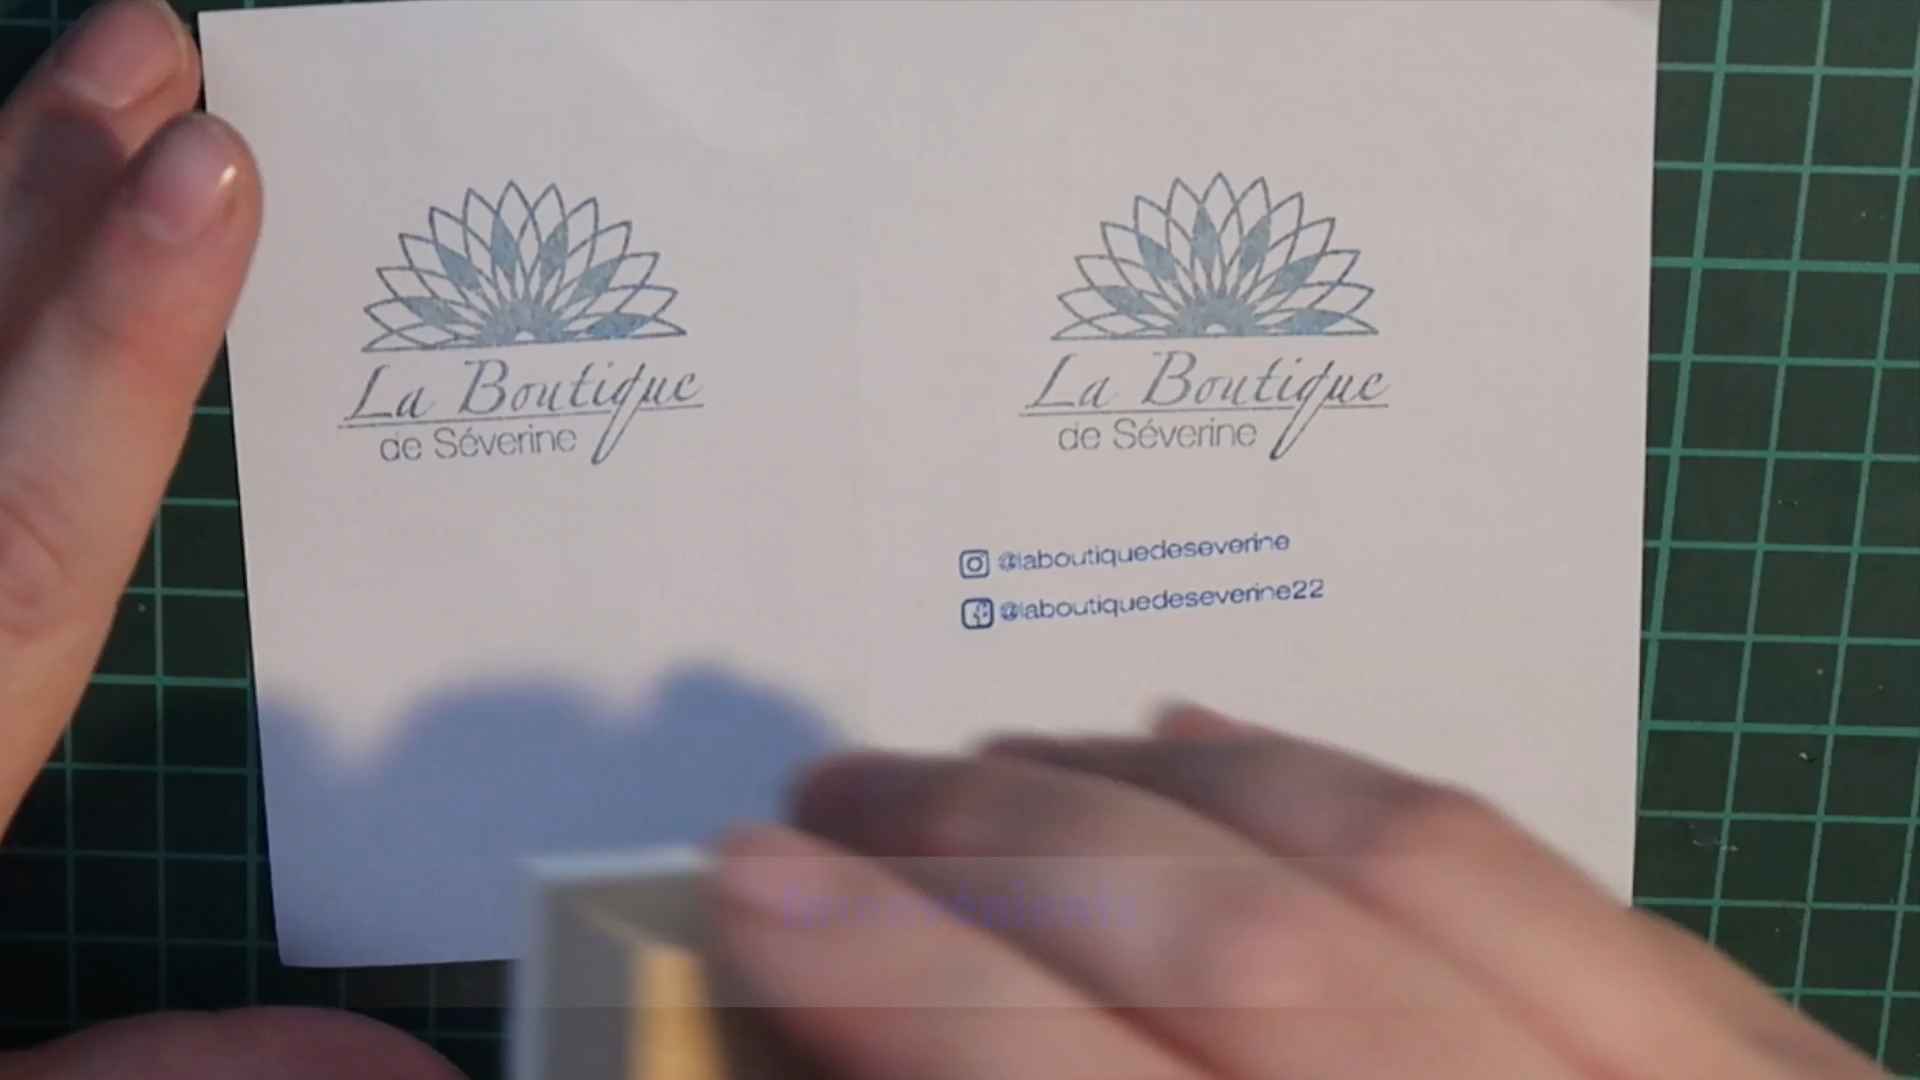 La Boutique
de Séverine
La Boutique
de Séverine
@laboutiquedeseverine
@laboutiquedeseverine22
Inconvénients